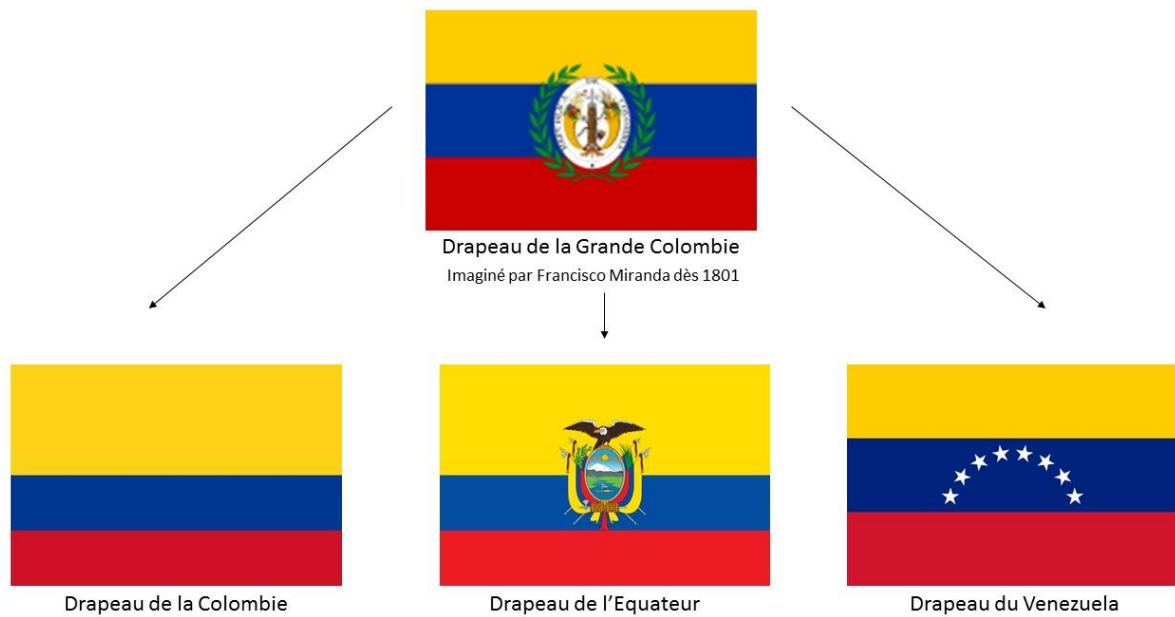 Drapeau de la Grande Colombie
Imaginé par Francisco Miranda dès 1801
Drapeau de la Colombie
Drapeau de l’Equateur
Drapeau du Venezuela